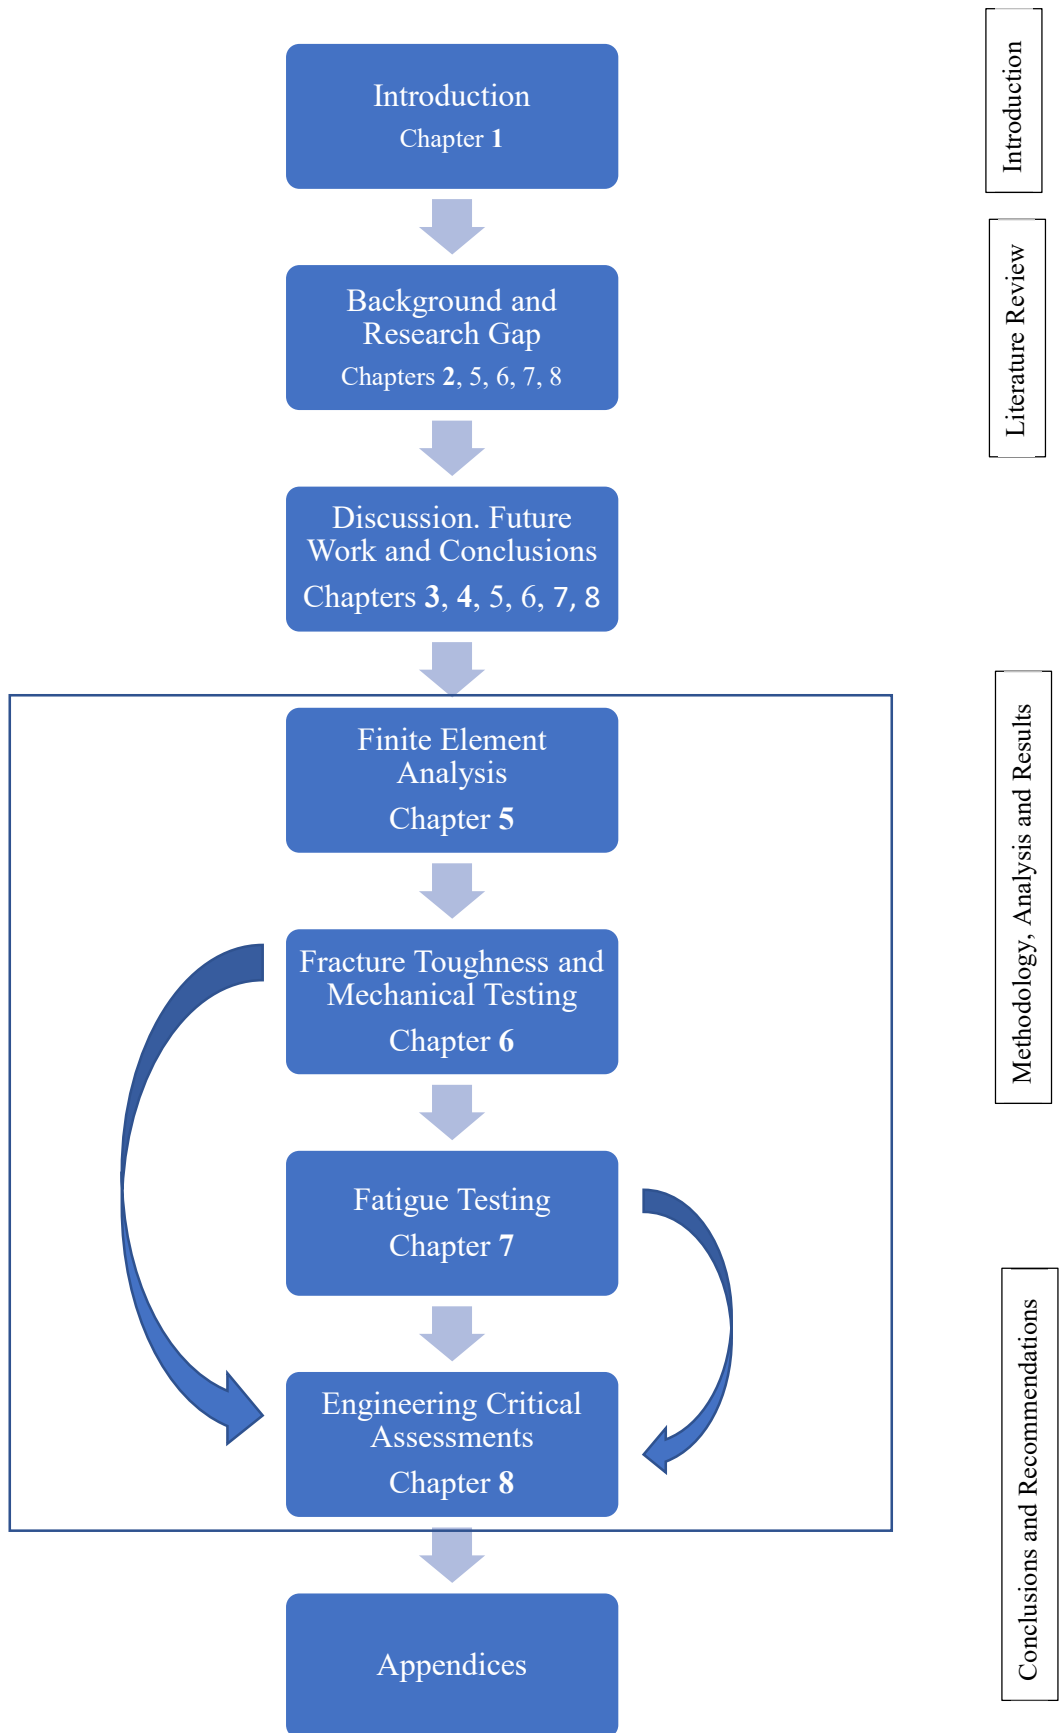 Introduction
Chapter 1
Background and
Research Gap
Chapters 2, 5, 6, 7, 8
Discussion. Future
Work and Conclusions
Chapters 3, 4, 5, 6, 7, 8
Finite Element
Analysis
Chapter 5
Fracture Toughness and
Mechanical Testing
Chapter 6
Fatigue Testing
Chapter 7
Engineering Critical
Assessments
Chapter 8
Appendices
Introduction
Literature Review
Methodology, Analysis and Results
Conclusions and Recommendations